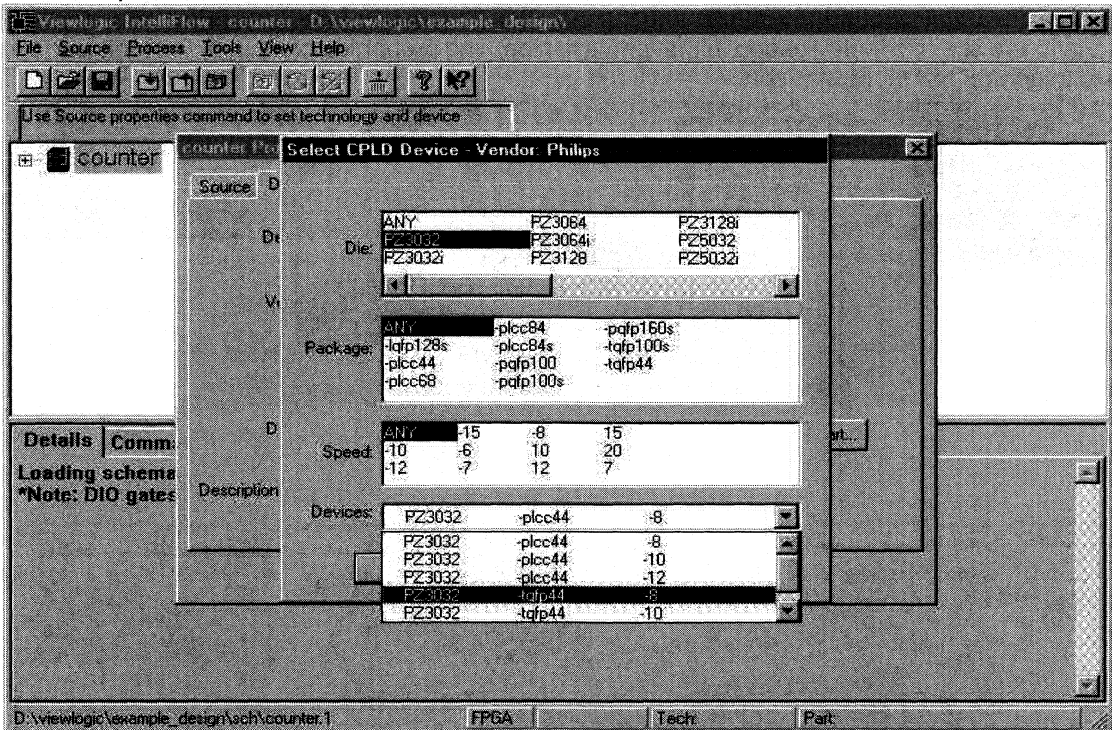 Viewlogic IntelliFlow - counter - D:\viewlogic\example_design\
File Source Process Tools View Help
Use Source properties command to set technology and device
counter
counter
Select CPLD Device - Vendor: Philips
Source
Die:
ANY PZ3064 PZ3128i
PZ3032 PZ3064i PZ5032
PZ3032i PZ3128 PZ5032i
Package:
ANY -plcc84 -pqfp160s
-lqfp128s -plcc84s -tqfp100s
-plcc44 -pqfp100 -tqfp44
-plcc68 -pqfp100s
Speed:
ANY -15 -8 15
-10 -6 10 20
-12 -7 12 7
Details
Loading schema
*Note: DIO gates
Description
Devices:
PZ3032 -plcc44 -8
PZ3032 -plcc44 -8
PZ3032 -plcc44 -10
PZ3032 -plcc44 -12
PZ3032 -tqfp44 -8
PZ3032 -tqfp44 -10
D:\viewlogic\example_design\sch\counter.1 FPGA Tech: Part: